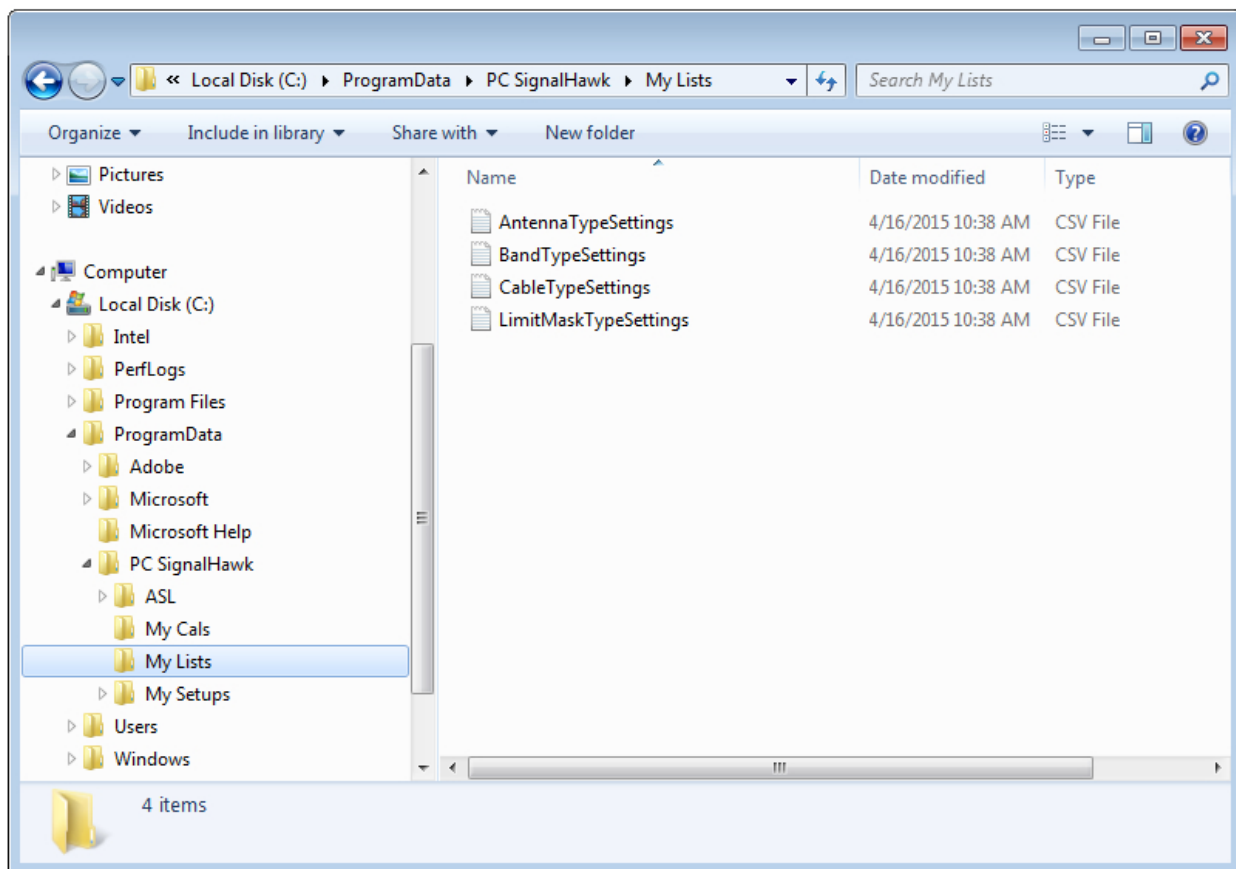 « Local Disk (C:) ProgramData PC SignalHawk My Lists Search My Lists
Organize Include in library Share with New folder
Pictures
Videos
Computer
Local Disk (C:)
Intel
PerfLogs
Program Files
ProgramData
Adobe
Microsoft
Microsoft Help
PC SignalHawk
ASL
My Cals
My Lists
My Setups
Users
Windows
Name Date modified Type
AntennaTypeSettings 4/16/2015 10:38 AM CSV File
BandTypeSettings 4/16/2015 10:38 AM CSV File
CableTypeSettings 4/16/2015 10:38 AM CSV File
LimitMaskTypeSettings 4/16/2015 10:38 AM CSV File
4 items